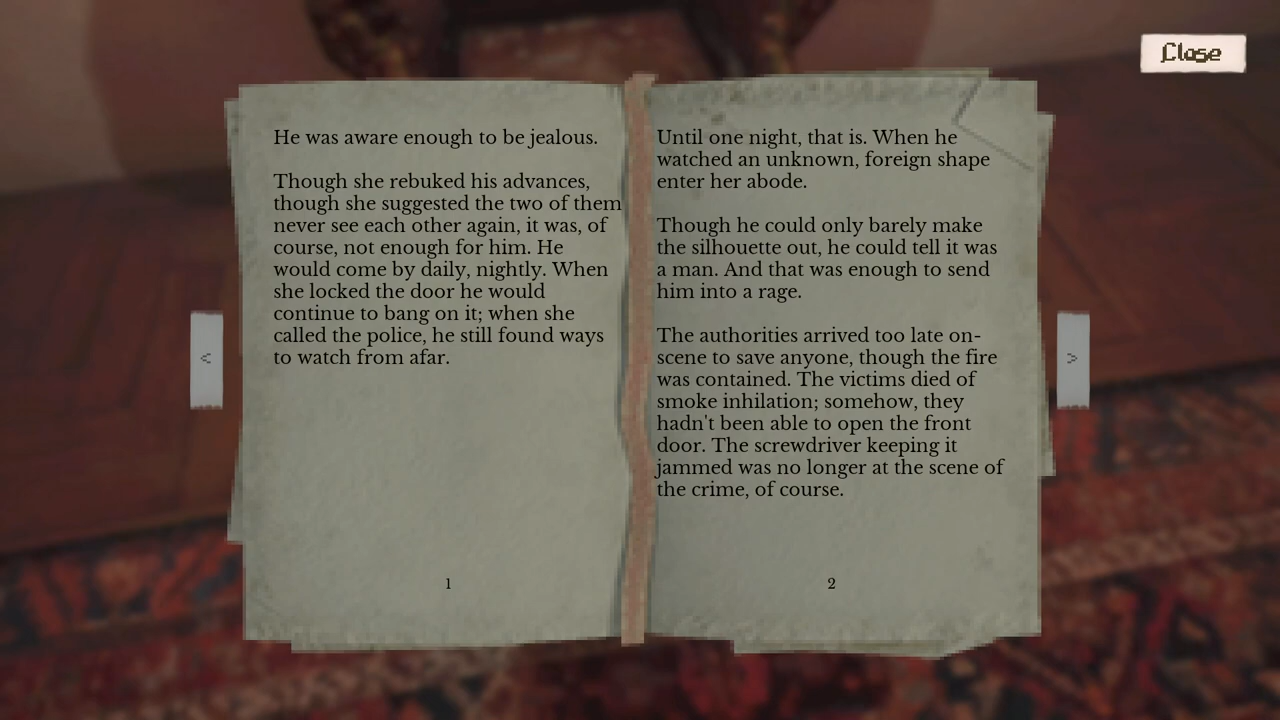 Close
He was aware enough to be jealous.
Though she rebuked his advances,
though she suggested the two of them
never see each other again, it was, of
course, not enough for him. He
would come by daily, nightly. When
she locked the door he would
continue to bang on it; when she
called the police, he still found ways
to watch from afar.
1
Until one night, that is. When he
watched an unknown, foreign shape
enter her abode.
Though he could only barely make
the silhouette out, he could tell it was
a man. And that was enough to send
him into a rage.
The authorities arrived too late on-
scene to save anyone, though the fire
was contained. The victims died of
smoke inhilation; somehow, they
hadn't been able to open the front
door. The screwdriver keeping it
jammed was no longer at the scene of
the crime, of course.
2
<
>